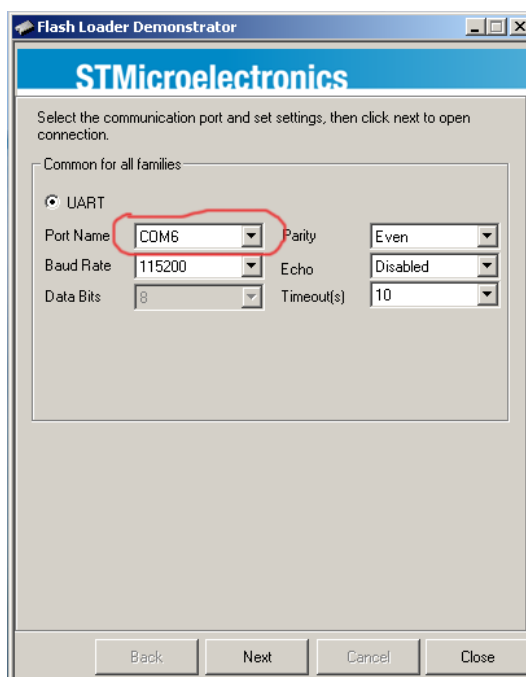 Flash Loader Demonstrator
STMicroelectronics
Select the communication port and set settings, then click next to open
connection.
Common for all families
UART
Port Name COM6 Parity Even
Baud Rate 115200 Echo Disabled
Data Bits 8 Timeout(s) 10
Back Next Cancel Close